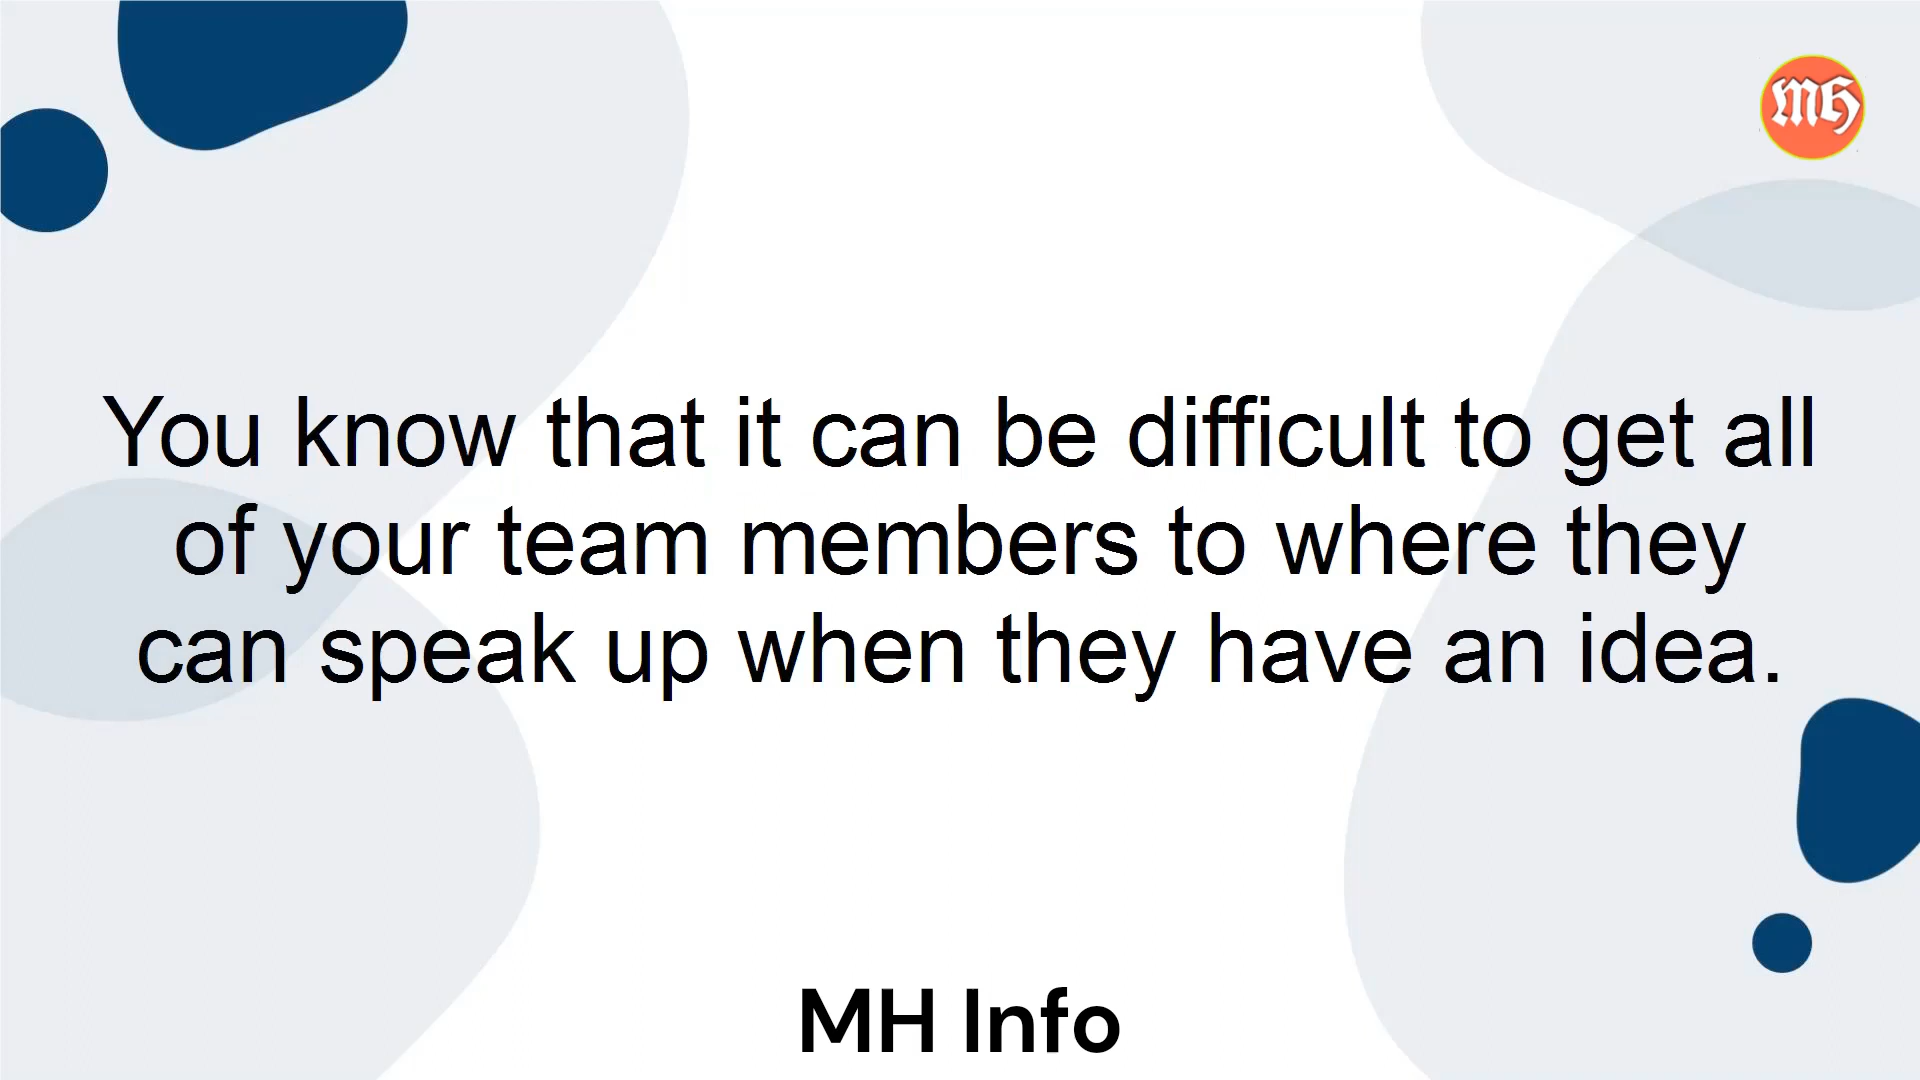 MH
You know that it can be difficult to get all
of your team members to where they
can speak up when they have an idea.
MH Info